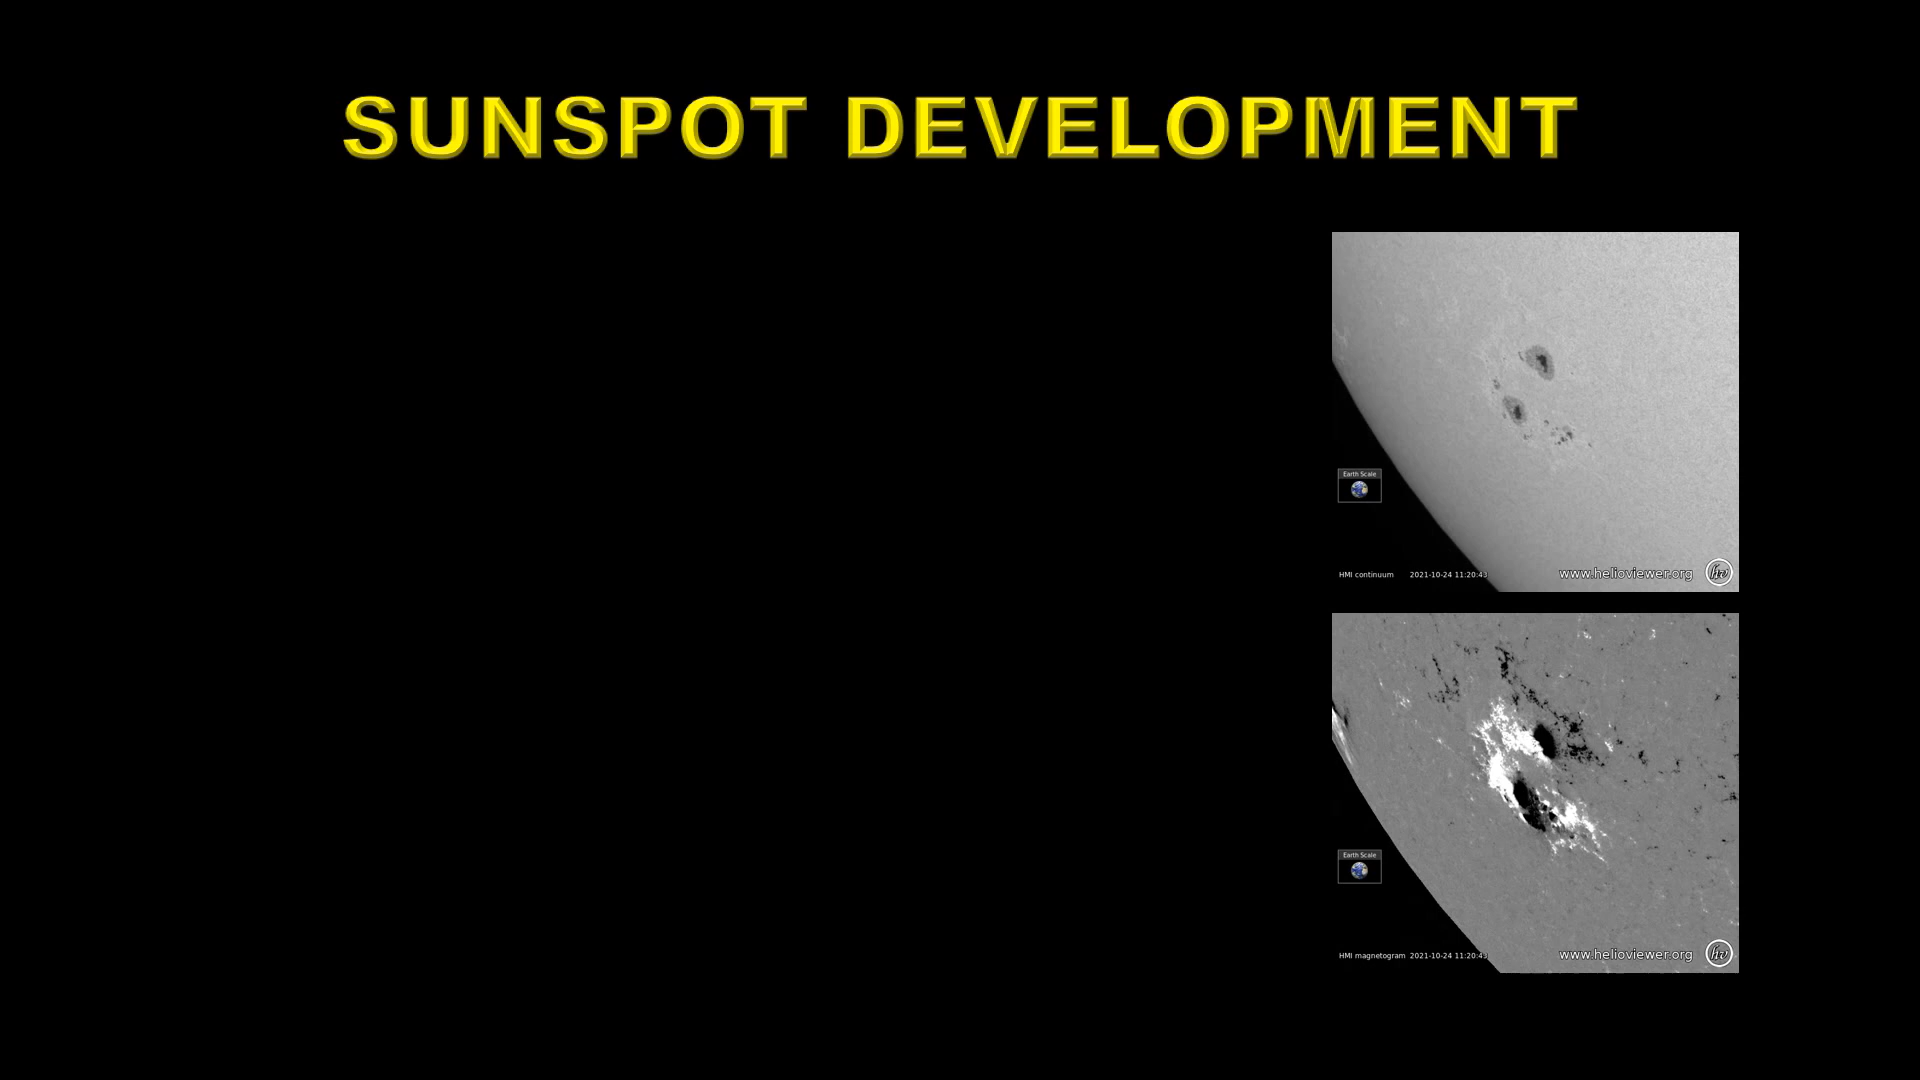 SUNSPOT DEVELOPMENT
Earth Scale
HMI continuum 2021-10-24 11:20:43
www.helioviewer.org hv
Earth Scale
HMI magnetogram 2021-10-24 11:20:43
www.helioviewer.org hv